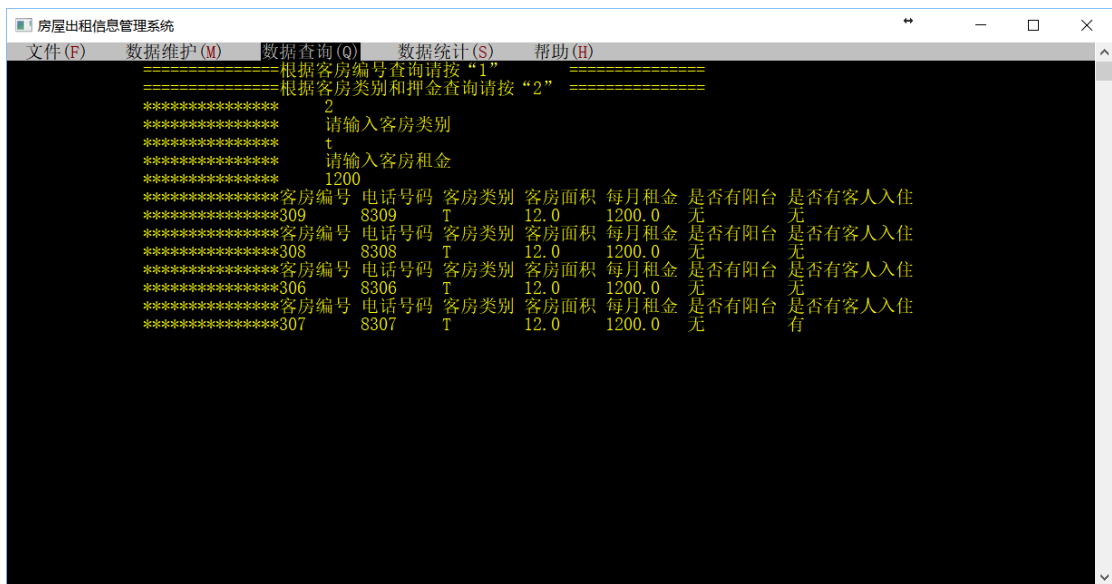 房屋出租信息管理系统
文件(F) 数据维护(M) 数据查询(Q) 数据统计(S) 帮助(H)
===============根据客房编号查询请按“1” ===============
===============根据客房类别和押金查询请按“2” ===============
*************** 2
*************** 请输入客房类别
*************** t
*************** 请输入客房租金
*************** 1200
***************客房编号 电话号码 客房类别 客房面积 每月租金 是否有阳台 是否有客人入住
***************309 8309 T 12.0 1200.0 无 无
***************客房编号 电话号码 客房类别 客房面积 每月租金 是否有阳台 是否有客人入住
***************308 8308 T 12.0 1200.0 无 无
***************客房编号 电话号码 客房类别 客房面积 每月租金 是否有阳台 是否有客人入住
***************306 8306 T 12.0 1200.0 无 无
***************客房编号 电话号码 客房类别 客房面积 每月租金 是否有阳台 是否有客人入住
***************307 8307 T 12.0 1200.0 无 有